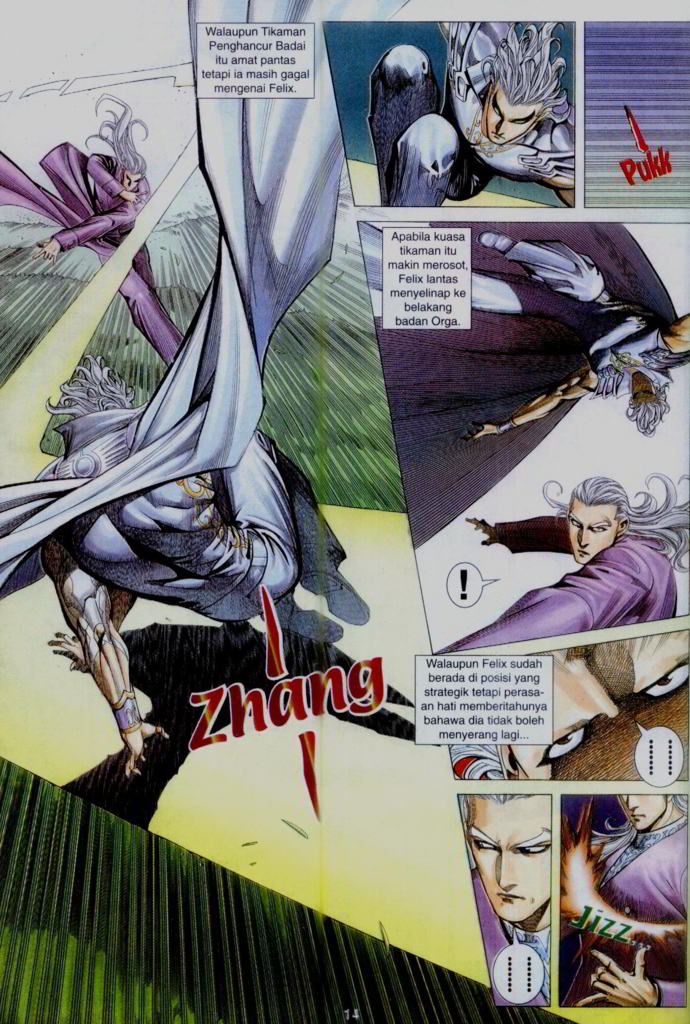 Walaupun Tikaman
Penghancur Badai
itu amat pantas
tetapi ia masih gagal
mengenai Felix.
Pukk
Apabila kuasa
tikaman itu
makin merosot,
Felix lantas
menyelinap ke
belakang
badan Orga.
!
Zhang
Walaupun Felix sudah
berada di posisi yang
strategik tetapi perasa-
an hati memberitahunya
bahawa dia tidak boleh
menyerang lagi...
!!!!
!!!!
Jizz...
14